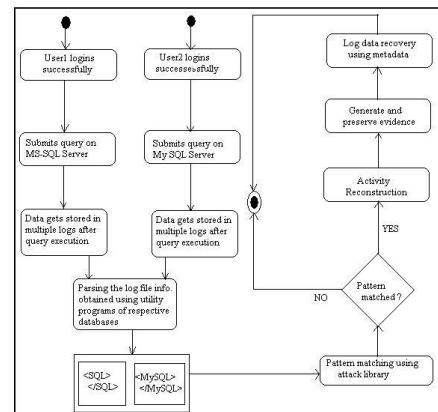 User1 logins
successfully
User2 logins
successessfully
Submits query on
MS-SQL Server
Submits query on
My SQL Server
Data gets stored in
multiple logs after
query execution
Data gets stored in
multiple logs after
query execution
Parsing the log file info.
obtained using utility
programs of respective
databases
<SQL>
</SQL>
<MySQL>
</MySQL>
Pattern matching using
attack library
Pattern
matched ?
NO
YES
Activity
Reconstruction
Generate and
preserve evidence
Log data recovery
using metadata